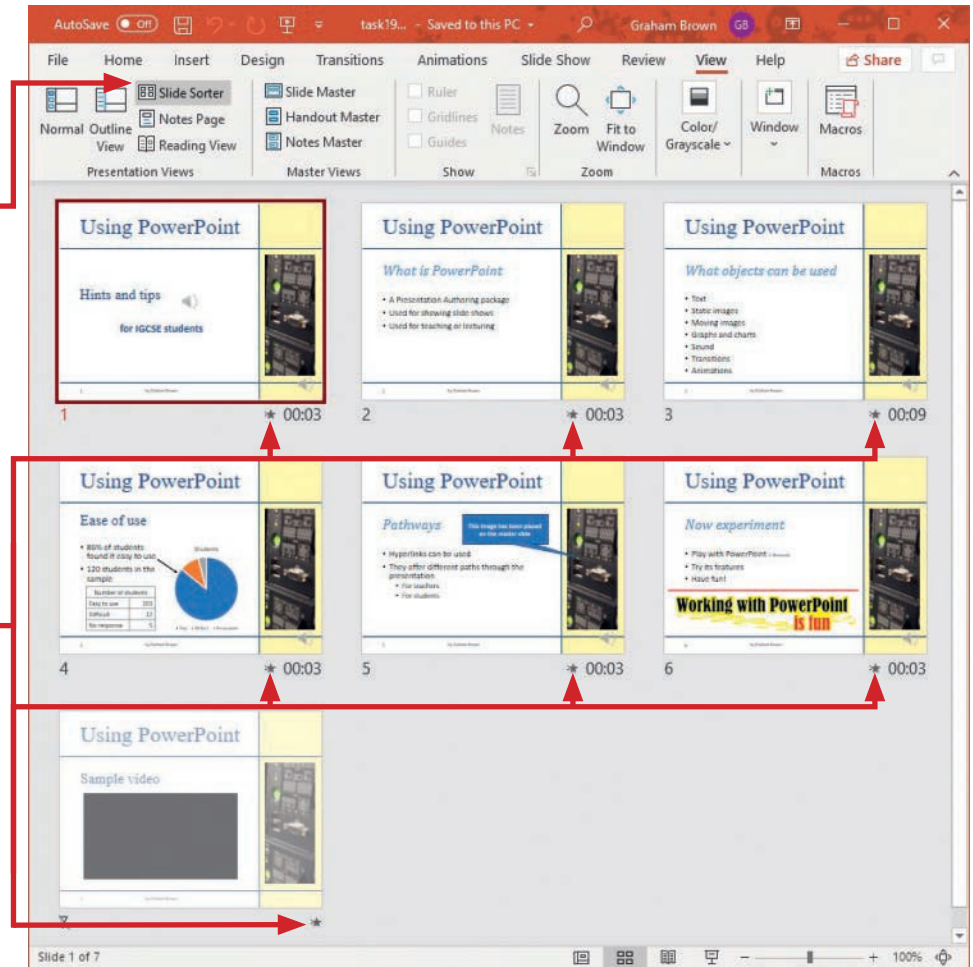 AutoSave Off task19... - Saved to this PC Graham Brown GB
File Home Insert Design Transitions Animations Slide Show Review View Help Share
Normal
Outline View
Slide Sorter
Notes Page
Reading View
Presentation Views
Slide Master
Handout Master
Notes Master
Master Views
Ruler
Gridlines
Guides
Notes
Show
Zoom
Fit to Window
Zoom
Color/ Grayscale
Window
Macros
Macros
Using PowerPoint
Hints and tips
for IGCSE students
1 00:03
Using PowerPoint
What is PowerPoint
• A Presentation Authoring package
• Used for showing slide shows
• Used for teaching or lecturing
2 00:03
Using PowerPoint
What objects can be used
• Text
• Static images
• Moving images
• Graphs and charts
• Sound
• Transitions
• Animations
3 00:09
Using PowerPoint
Ease of use
• 86% of students
found it easy to use
• 120 students in the
sample
Students
Number of students
Easy to use 103
Difficult 12
No response 5
4 00:03
Using PowerPoint
Pathways
This image has been placed
on the master slide
• Hyperlinks can be used
• They offer different paths through the
presentation
• For teachers
• For students
5 00:03
Using PowerPoint
Now experiment
• Play with PowerPoint
• Try its features
• Have fun!
Working with PowerPoint
is fun
6 00:03
Using PowerPoint
Sample video
Slide 1 of 7 100%